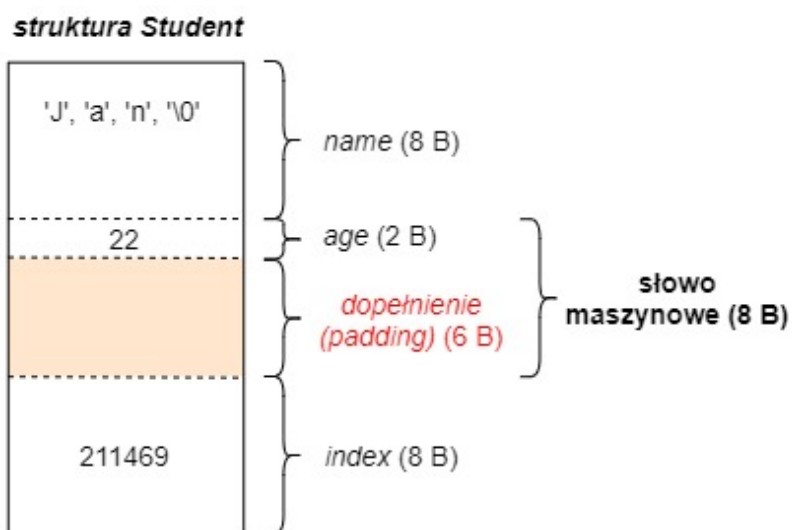 struktura Student
'J', 'a', 'n', '\0'
name (8 B)
22
age (2 B)
dopełnienie
(padding) (6 B)
słowo
maszynowe (8 B)
211469
index (8 B)